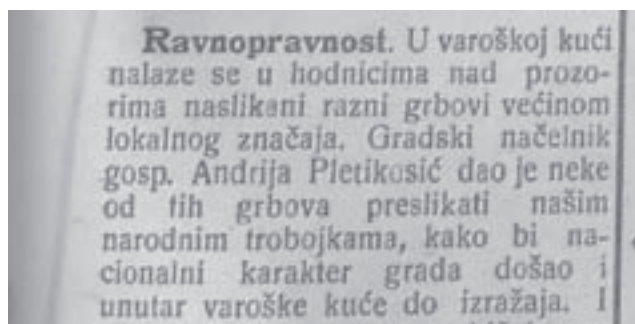 Ravnopravnost. U varoškoj kući
nalaze se u hodnicima nad prozo-
rima naslikani razni grbovi većinom
lokalnog značaja. Gradski načelnik
gosp. Andrija Pletikosić dao je neke
od tih grbova preslikati našim
narodnim trobojkama, kako bi na-
cionalni karakter grada došao i
unutar varoške kuće do izražaja. I